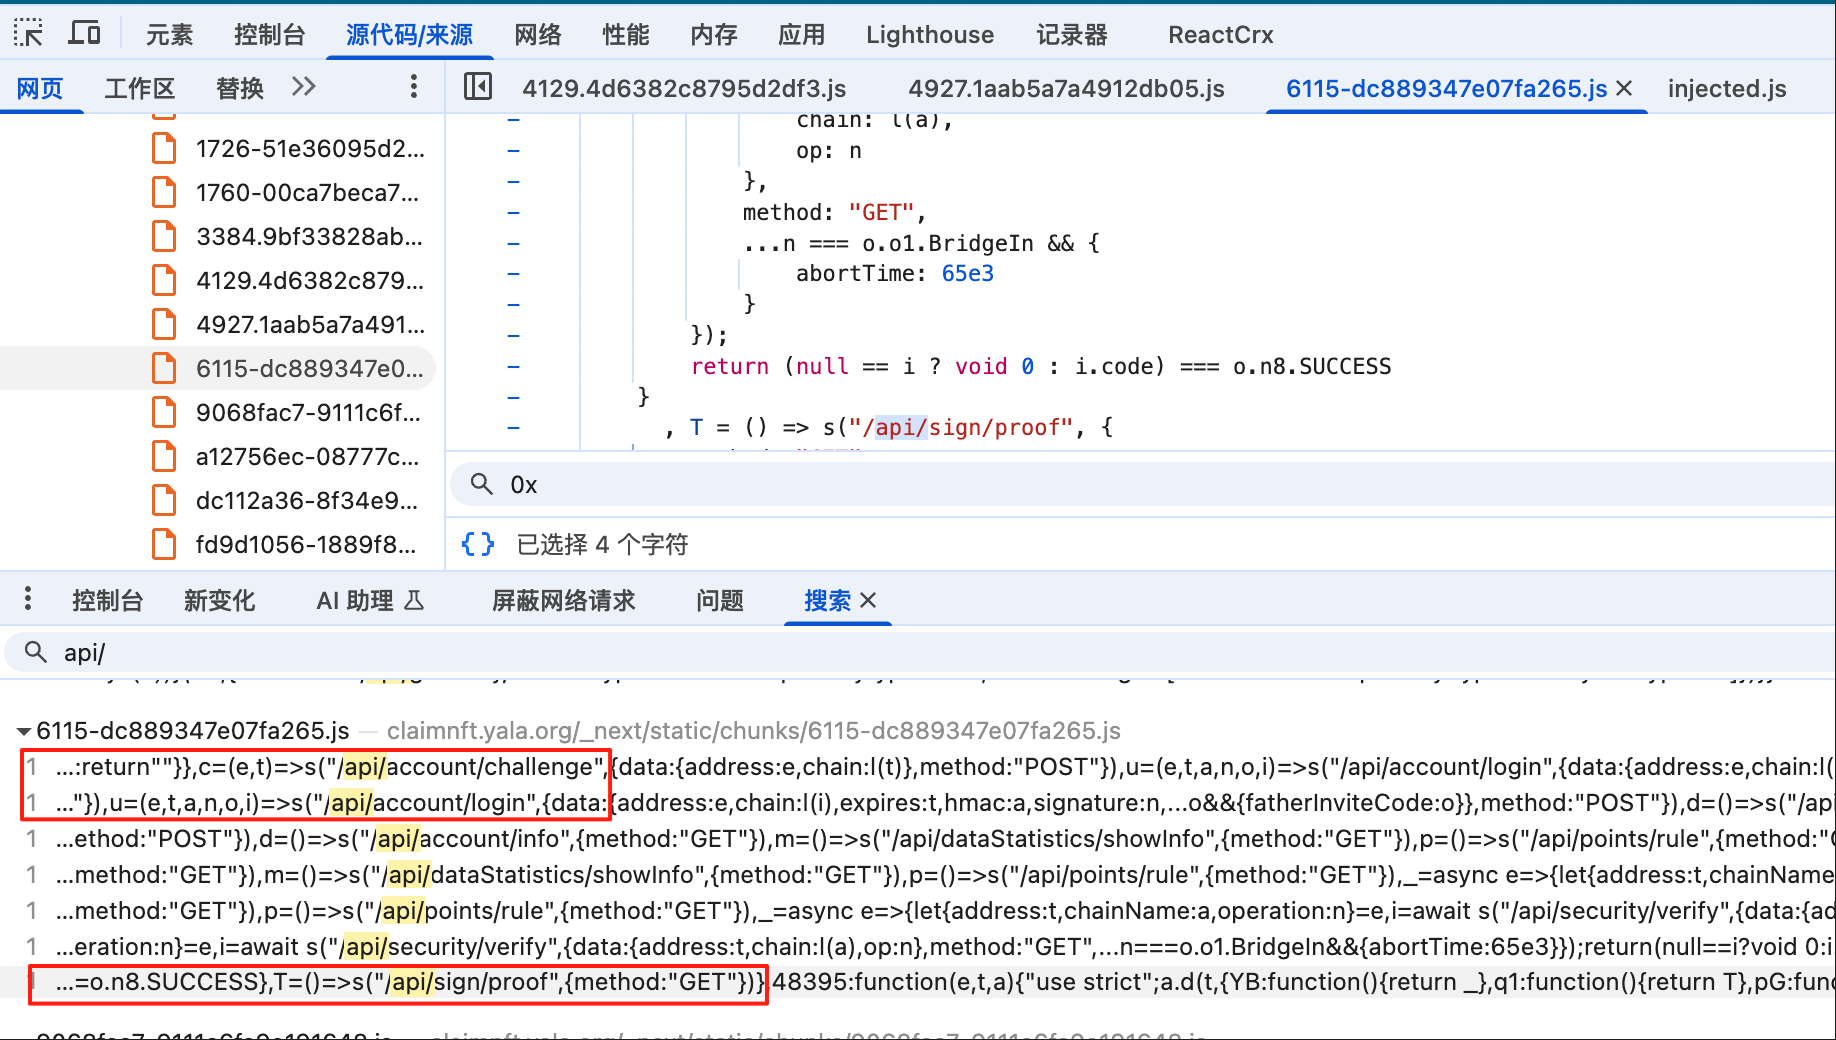 元素 控制台 源代码/来源 网络 性能 内存 应用 Lighthouse 记录器 ReactCrx
网页 工作区 替换 4129.4d6382c8795d2df3.js 4927.1aab5a7a4912db05.js 6115-dc889347e07fa265.js injected.js
1726-51e36095d2...
1760-00ca7beca7...
3384.9bf33828ab...
4129.4d6382c879...
4927.1aab5a7a491...
6115-dc889347e0...
9068fac7-9111c6f...
a12756ec-08777c...
dc112a36-8f34e9...
fd9d1056-1889f8...
chain: l(a),
op: n
},
method: "GET",
...n === o.o1.BridgeIn && {
abortTime: 65e3
}
});
return (null == i ? void 0 : i.code) === o.n8.SUCCESS
}
, T = () => s("/api/sign/proof", {
0x
{} 已选择 4 个字符
控制台 新变化 AI 助理 屏蔽网络请求 问题 搜索
api/
6115-dc889347e07fa265.js — claimnft.yala.org/_next/static/chunks/6115-dc889347e07fa265.js
1 ...:return""}},c=(e,t)=>s("/api/account/challenge",{data:{address:e,chain:l(t)},method:"POST"}),u=(e,t,a,n,o,i)=>s("/api/account/login",{data:{address:e,chain:l(
1 ..."}),u=(e,t,a,n,o,i)=>s("/api/account/login",{data:{address:e,chain:l(i),expires:t,hmac:a,signature:n,...o&&{fatherInviteCode:o}},method:"POST"}),d=()=>s("/api
1 ...ethod:"POST"}),d=()=>s("/api/account/info",{method:"GET"}),m=()=>s("/api/dataStatistics/showInfo",{method:"GET"}),p=()=>s("/api/points/rule",{method:"G
1 ...method:"GET"}),m=()=>s("/api/dataStatistics/showInfo",{method:"GET"}),p=()=>s("/api/points/rule",{method:"GET"}),_=async e=>{let{address:t,chainName
1 ...method:"GET"}),p=()=>s("/api/points/rule",{method:"GET"}),_=async e=>{let{address:t,chainName:a,operation:n}=e,i=await s("/api/security/verify",{data:{ad
1 ...eration:n}=e,i=await s("/api/security/verify",{data:{address:t,chain:l(a),op:n},method:"GET",...n===o.o1.BridgeIn&&{abortTime:65e3}});return(null==i?void 0:i
1 ...=o.n8.SUCCESS},T=()=>s("/api/sign/proof",{method:"GET"})},48395:function(e,t,a){"use strict";a.d(t,{YB:function(){return _},q1:function(){return T},pG:func